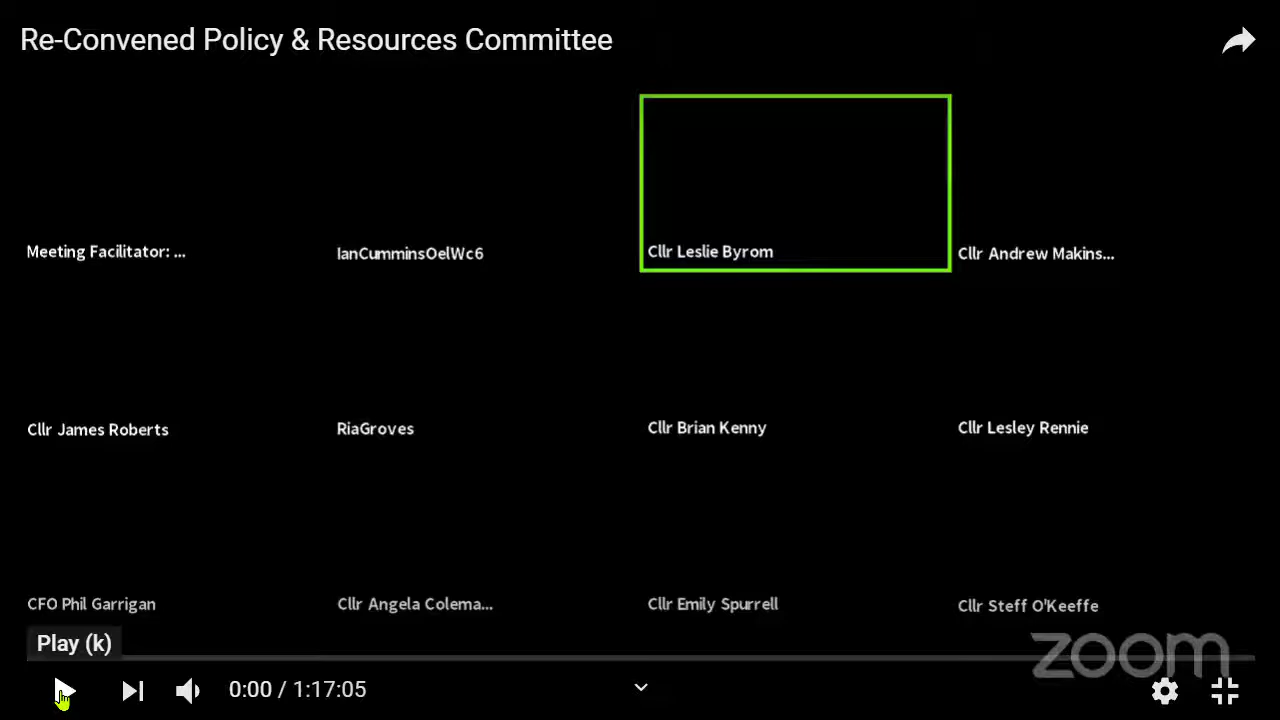 Re-Convened Policy & Resources Committee
Meeting Facilitator: ...
IanCumminsOelWc6
Cllr Leslie Byrom
Cllr Andrew Makins...
Cllr James Roberts
RiaGroves
Cllr Brian Kenny
Cllr Lesley Rennie
CFO Phil Garrigan
Cllr Angela Colema...
Cllr Emily Spurrell
Cllr Steff O'Keeffe
Play (k)
zoom
0:00 / 1:17:05